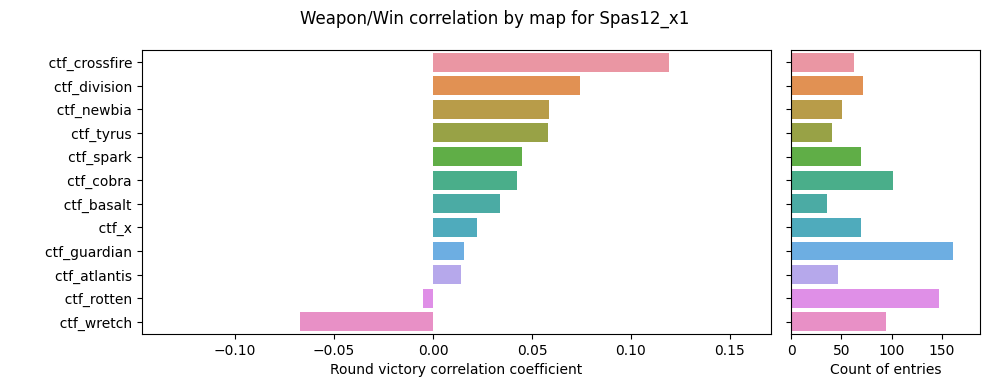 Weapon/Win correlation by map for Spas12_x1
ctf_crossfire
ctf_division
ctf_newbia
ctf_tyrus
ctf_spark
ctf_cobra
ctf_basalt
ctf_x
ctf_guardian
ctf_atlantis
ctf_rotten
ctf_wretch
−0.10 −0.05 0.00 0.05 0.10 0.15
Round victory correlation coefficient
0 50 100 150
Count of entries